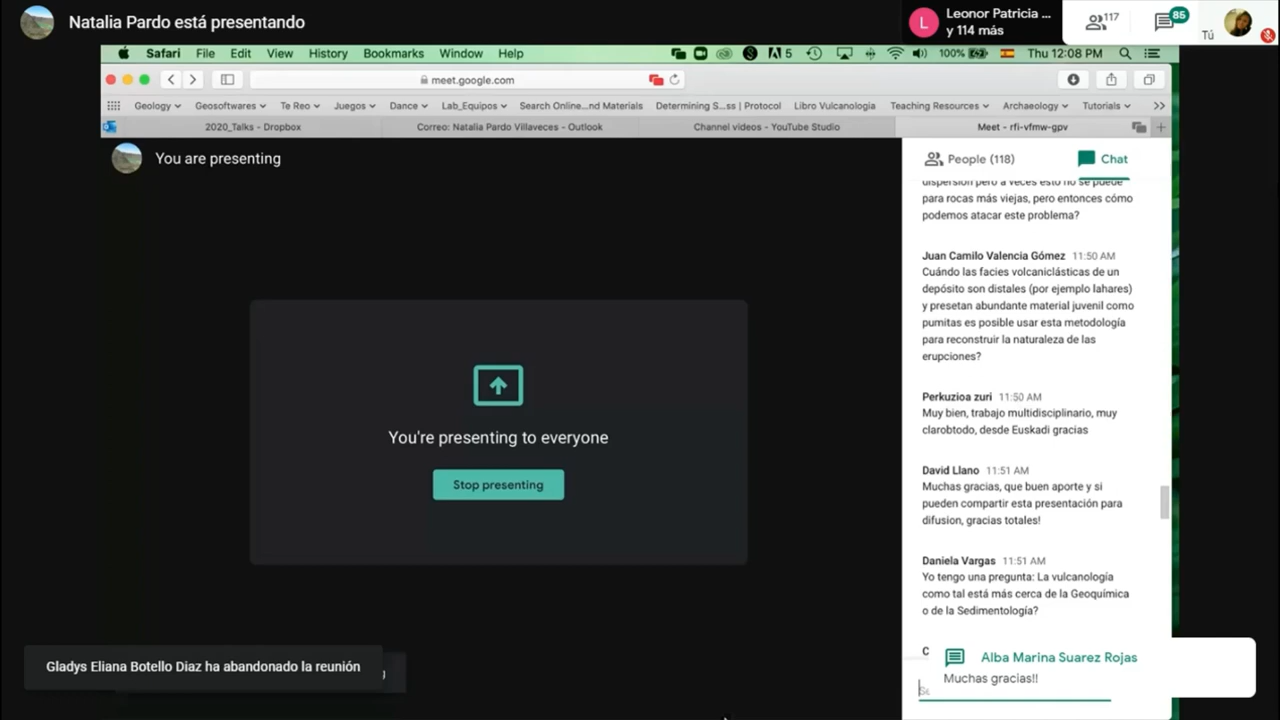 Natalia Pardo está presentando
L
Leonor Patricia ...
y 114 más
117
85
Tú
Safari File Edit View History Bookmarks Window Help
5
100%
Thu 12:08 PM
meet.google.com
Geology Geosoftwares Te Reo Juegos Dance Lab_Equipos Search Online...nd Materials Determining S...ss | Protocol Libro Vulcanologia Teaching Resources Archaeology Tutorials
2020_Talks - Dropbox
Correo: Natalia Pardo Villaveces - Outlook
Channel videos - YouTube Studio
Meet - rfi-vfmw-gpv
You are presenting
People (118)
Chat
dispersión pero a veces esto no se puede
para rocas más viejas, pero entonces cómo
podemos atacar este problema?
Juan Camilo Valencia Gómez 11:50 AM
Cuándo las facies volcaniclásticas de un
depósito son distales (por ejemplo lahares)
y presetan abundante material juvenil como
pumitas es posible usar esta metodología
para reconstruir la naturaleza de las
erupciones?
Perkuzioa zuri 11:50 AM
Muy bien, trabajo multidisciplinario, muy
clarobtodo, desde Euskadi gracias
David Llano 11:51 AM
Muchas gracias, que buen aporte y si
pueden compartir esta presentación para
difusion, gracias totales!
Daniela Vargas 11:51 AM
Yo tengo una pregunta: La vulcanología
como tal está más cerca de la Geoquímica
o de la Sedimentología?
You're presenting to everyone
Stop presenting
Alba Marina Suarez Rojas
Muchas gracias!!
Gladys Eliana Botello Diaz ha abandonado la reunión